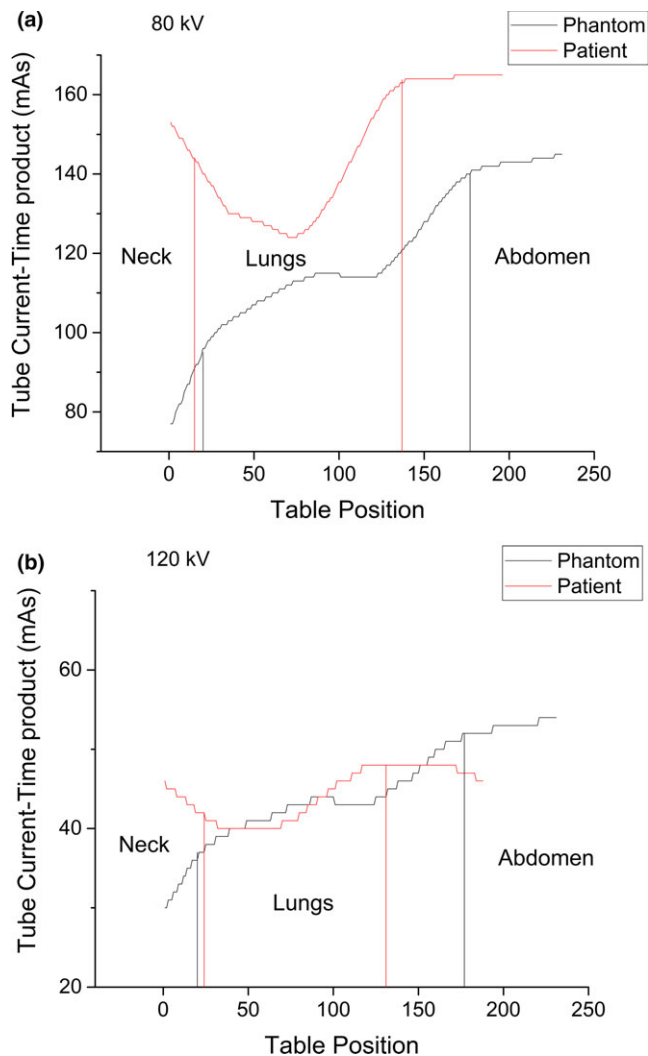 (a)
80 kV
Phantom
Patient
Tube Current-Time product (mAs)
160
140
120
100
80
Neck
Lungs
Abdomen
0
50
100
150
200
250
Table Position
(b)
120 kV
Phantom
Patient
Tube Current-Time product (mAs)
60
40
20
Neck
Lungs
Abdomen
0
50
100
150
200
250
Table Position